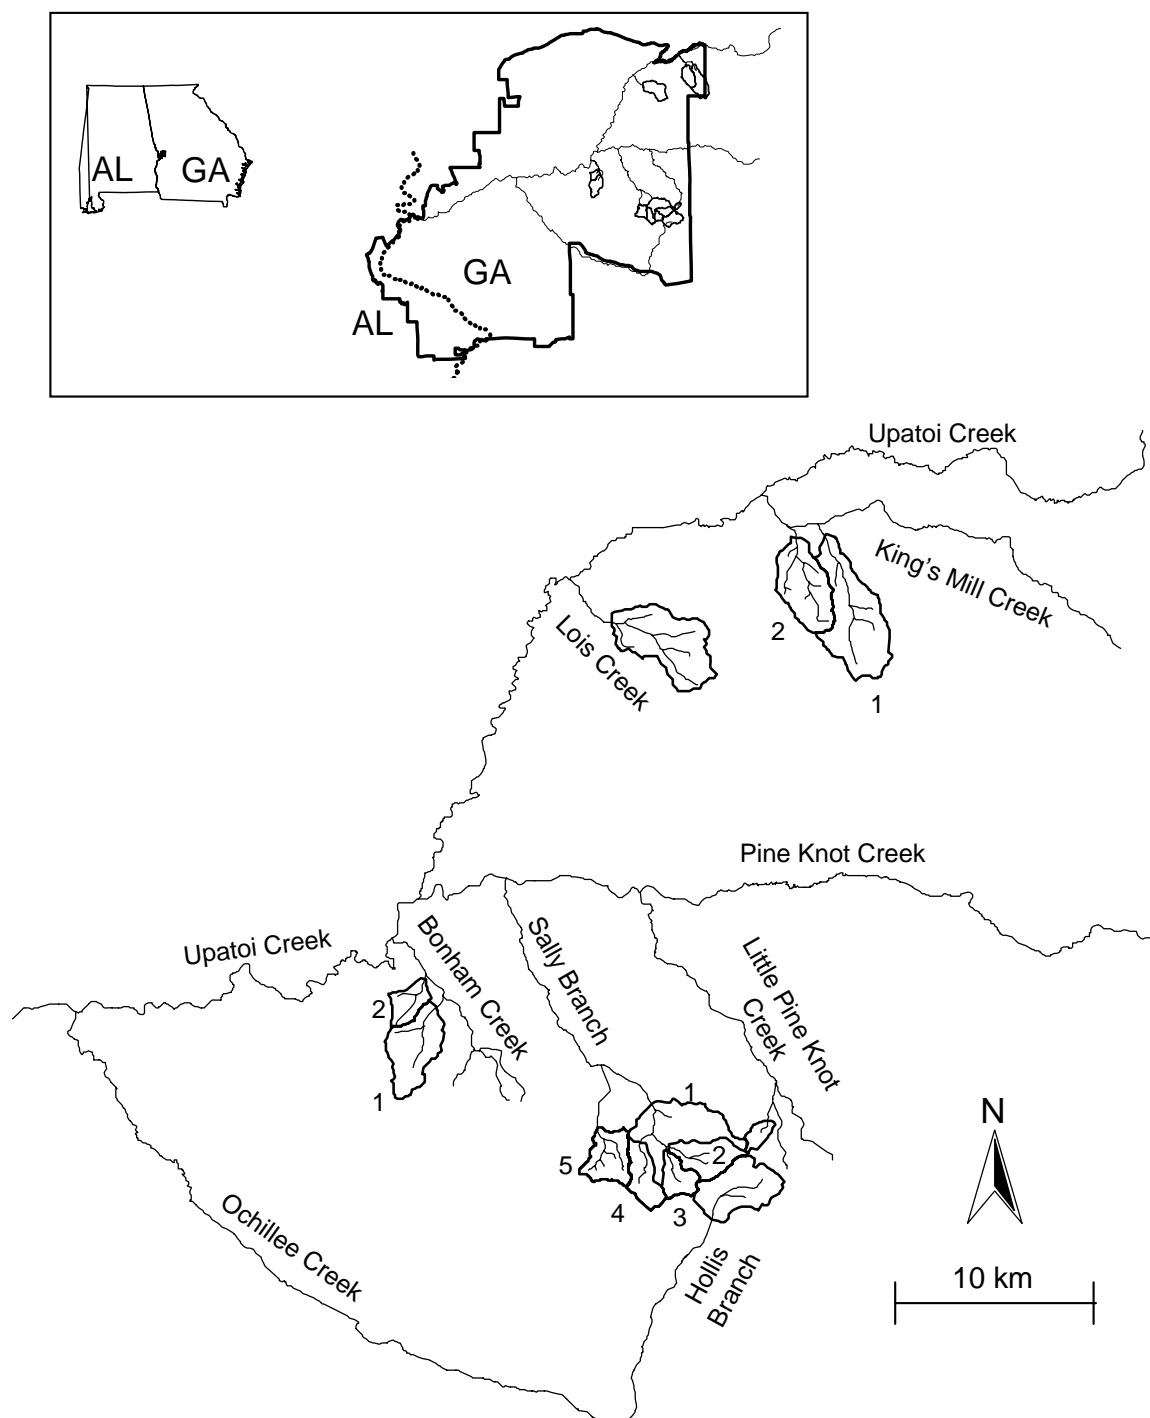 AL
GA
GA
AL
Upatoi Creek
King's Mill Creek
Lois Creek
2
1
Pine Knot Creek
Upatoi Creek
Bonham Creek
Sally Branch
Little Pine Knot
Creek
2
1
1
2
5
4
3
N
Ochillee Creek
Hollis
Branch
10 km